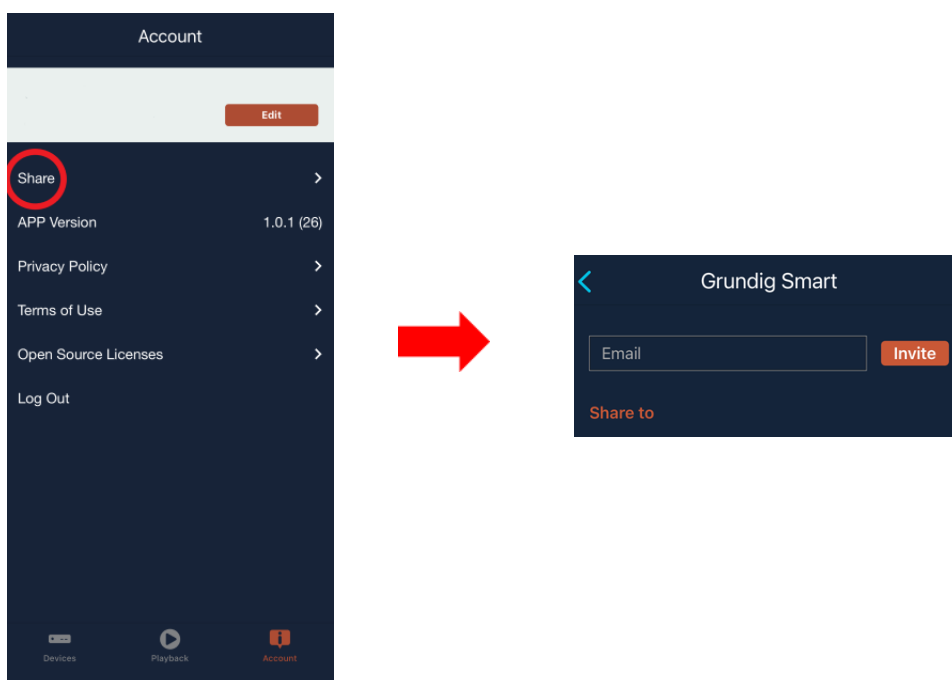 Account
Edit
Share
APP Version 1.0.1 (26)
Privacy Policy
Terms of Use
Open Source Licenses
Log Out
Devices Playback Account
Grundig Smart
Email Invite
Share to